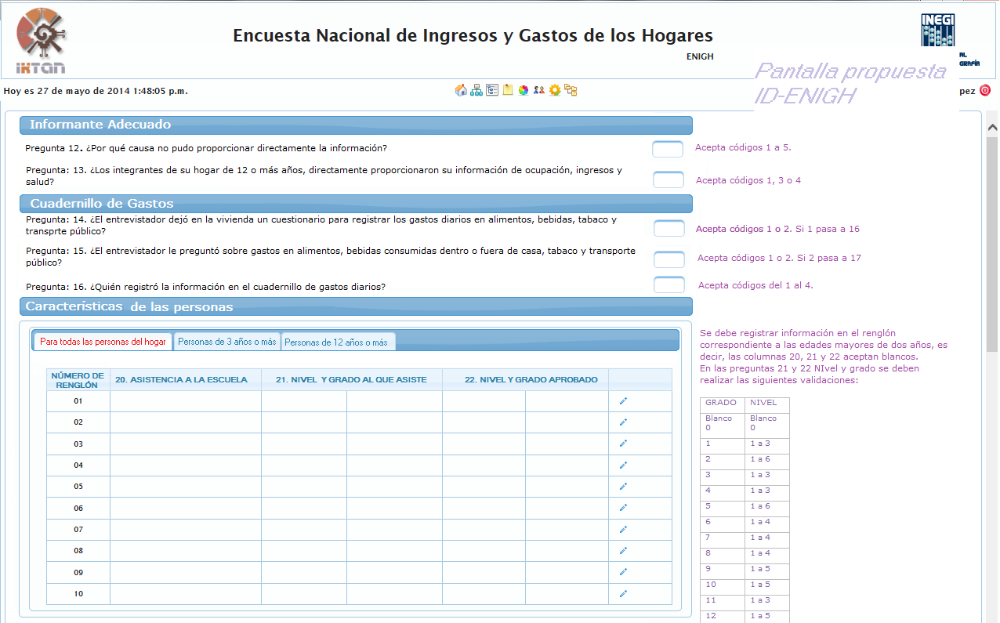 Encuesta Nacional de Ingresos y Gastos de los Hogares
ENIGH
INEGI
IKTAN
AL
GRAFÍA
Pantalla propuesta
ID-ENIGH
Hoy es 27 de mayo de 2014 1:48:05 p.m.
pez
Informante Adecuado
Pregunta 12. ¿Por qué causa no pudo proporcionar directamente la información?
Acepta códigos 1 a 5.
Pregunta: 13. ¿Los integrantes de su hogar de 12 o más años, directamente proporcionaron su información de ocupación, ingresos y
salud?
Acepta códigos 1, 3 o 4
Cuadernillo de Gastos
Pregunta: 14. ¿El entrevistador dejó en la vivienda un cuestionario para registrar los gastos diarios en alimentos, bebidas, tabaco y
transprte público?
Acepta códigos 1 o 2. Si 1 pasa a 16
Pregunta: 15. ¿El entrevistador le preguntó sobre gastos en alimentos, bebidas consumidas dentro o fuera de casa, tabaco y transporte
público?
Acepta códigos 1 o 2. Si 2 pasa a 17
Pregunta: 16. ¿Quién registró la información en el cuadernillo de gastos diarios?
Acepta códigos del 1 al 4.
Características de las personas
Para todas las personas del hogar Personas de 3 años o más Personas de 12 años o más
NÚMERO DE
RENGLÓN
20. ASISTENCIA A LA ESCUELA 21. NIVEL Y GRADO AL QUE ASISTE 22. NIVEL Y GRADO APROBADO
01
02
03
04
05
06
07
08
09
10
Se debe registrar información en el renglón
correspondiente a las edades mayores de dos años, es
decir, las columnas 20, 21 y 22 aceptan blancos.
En las preguntas 21 y 22 NIvel y grado se deben
realizar las siguientes validaciones:
GRADO NIVEL
Blanco Blanco
0 0
1 1 a 3
2 1 a 6
3 1 a 3
4 1 a 3
5 1 a 6
6 1 a 4
7 1 a 4
8 1 a 4
9 1 a 5
10 1 a 5
11 1 a 3
12 1 a 5